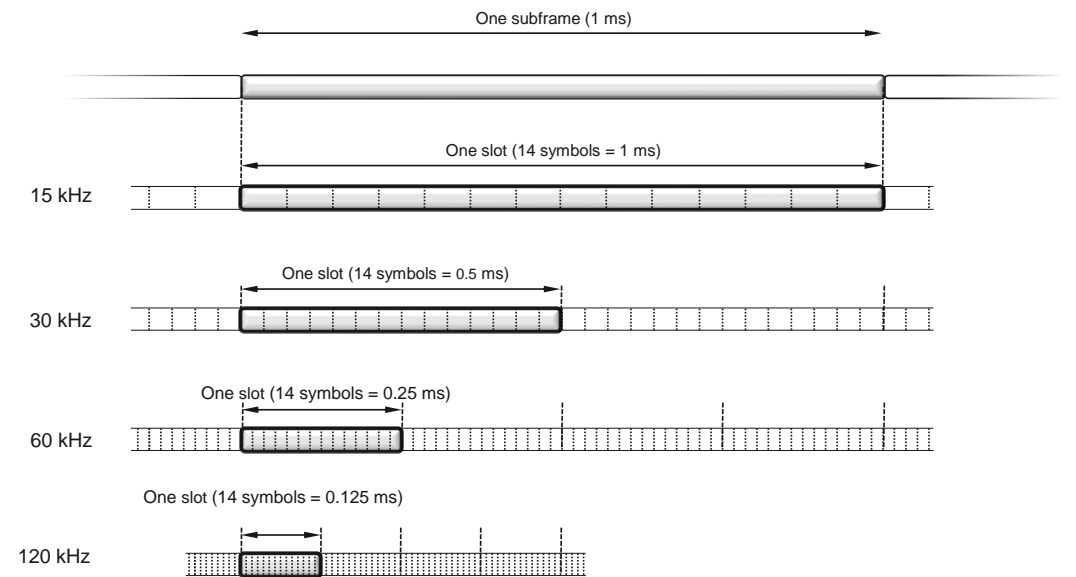 One subframe (1 ms)
One slot (14 symbols = 1 ms)
15 kHz
One slot (14 symbols = 0.5 ms)
30 kHz
One slot (14 symbols = 0.25 ms)
60 kHz
One slot (14 symbols = 0.125 ms)
120 kHz